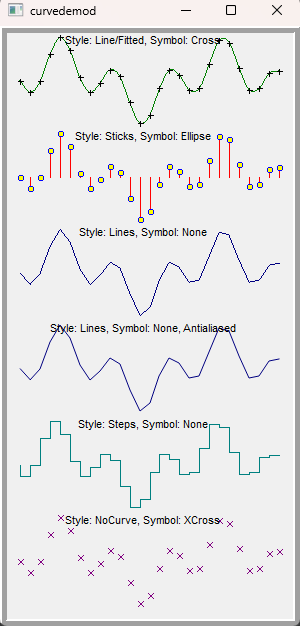 curvedemod
Style: Line/Fitted, Symbol: Cross
Style: Sticks, Symbol: Ellipse
Style: Lines, Symbol: None
Style: Lines, Symbol: None, Antialiased
Style: Steps, Symbol: None
Style: NoCurve, Symbol: XCross